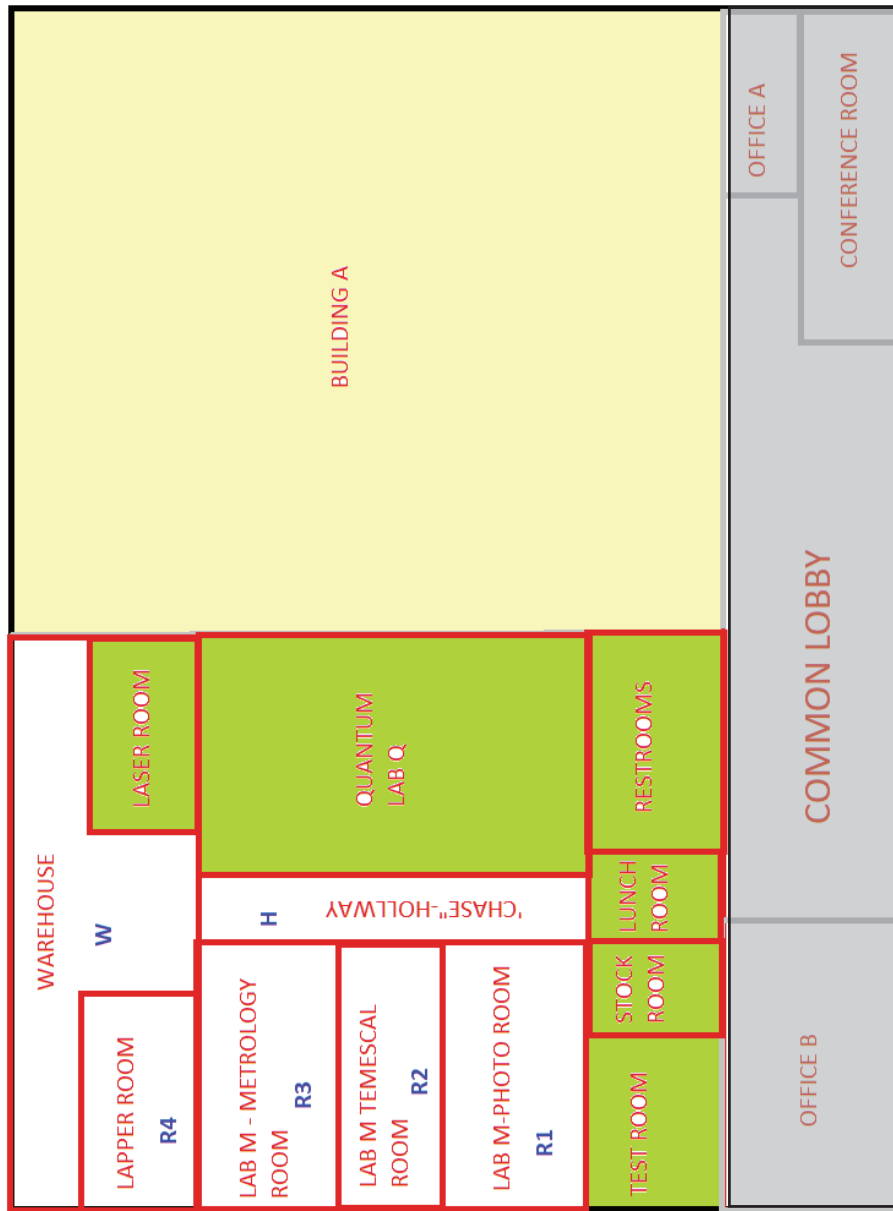 WAREHOUSE
W
LASER ROOM
LAPPER ROOM
R4
BUILDING A
QUANTUM
LAB Q
'CHASE"-HOLLWAY
H
LAB M - METROLOGY
ROOM
R3
LAB M TEMESCAL
ROOM
R2
LAB M-PHOTO ROOM
R1
TEST ROOM
STOCK
ROOM
LUNCH
ROOM
RESTROOMS
OFFICE B
COMMON LOBBY
OFFICE A
CONFERENCE ROOM